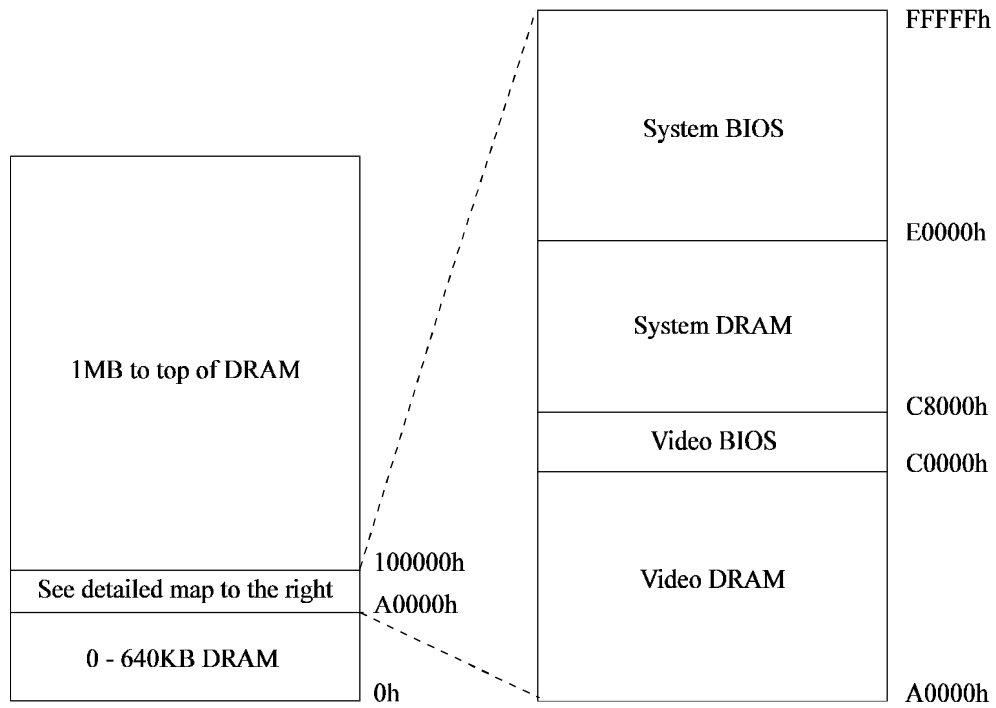 1MB to top of DRAM
100000h
See detailed map to the right
A0000h
0 - 640KB DRAM
0h
FFFFFh
System BIOS
E0000h
System DRAM
C8000h
Video BIOS
C0000h
Video DRAM
A0000h